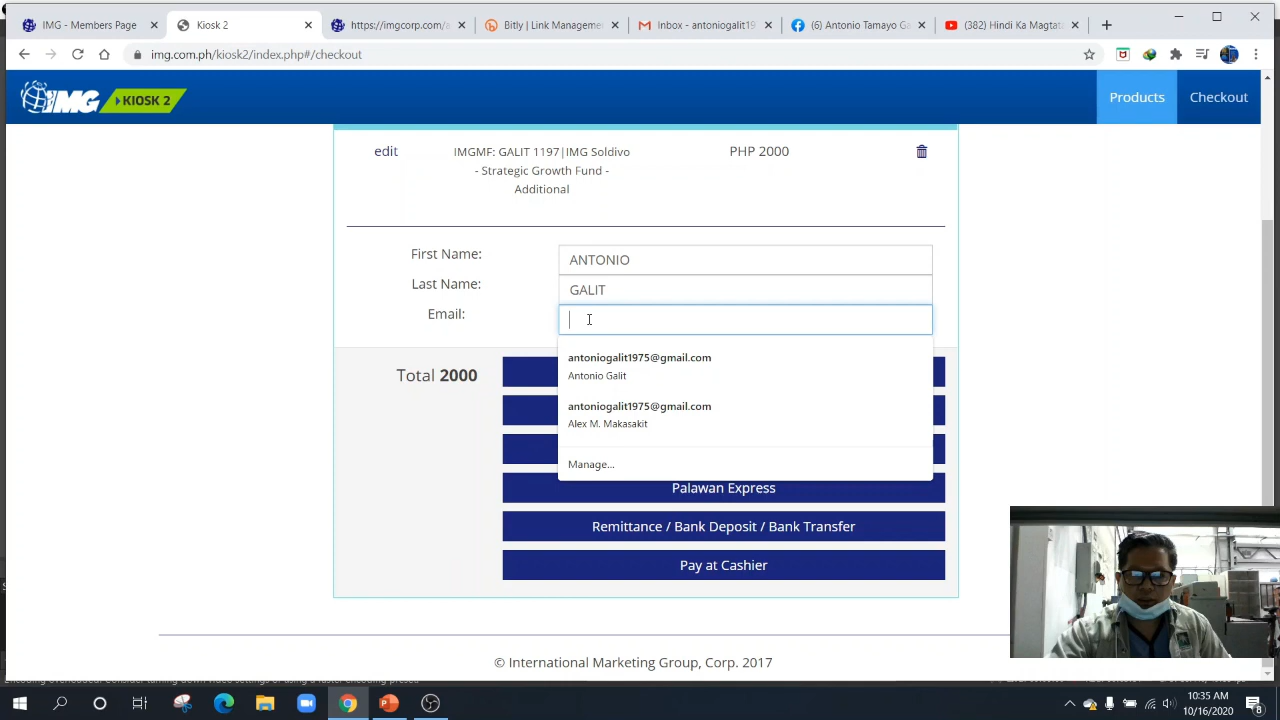 IMG - Members Page
Kiosk 2
https://imgcorp.com/a
Bitly | Link Manageme
Inbox - antoniogalit19
(6) Antonio Tamayo Ga
(382) Hindi Ka Magtata
img.com.ph/kiosk2/index.php#/checkout
IMG KIOSK 2
Products
Checkout
edit
IMGMF: GALIT 1197|IMG Soldivo
- Strategic Growth Fund -
Additional
PHP 2000
First Name:
ANTONIO
Last Name:
GALIT
Email:
antoniogalit1975@gmail.com
Antonio Galit
antoniogalit1975@gmail.com
Alex M. Makasakit
Manage...
Total 2000
Palawan Express
Remittance / Bank Deposit / Bank Transfer
Pay at Cashier
© International Marketing Group, Corp. 2017
10:35 AM
10/16/2020
8